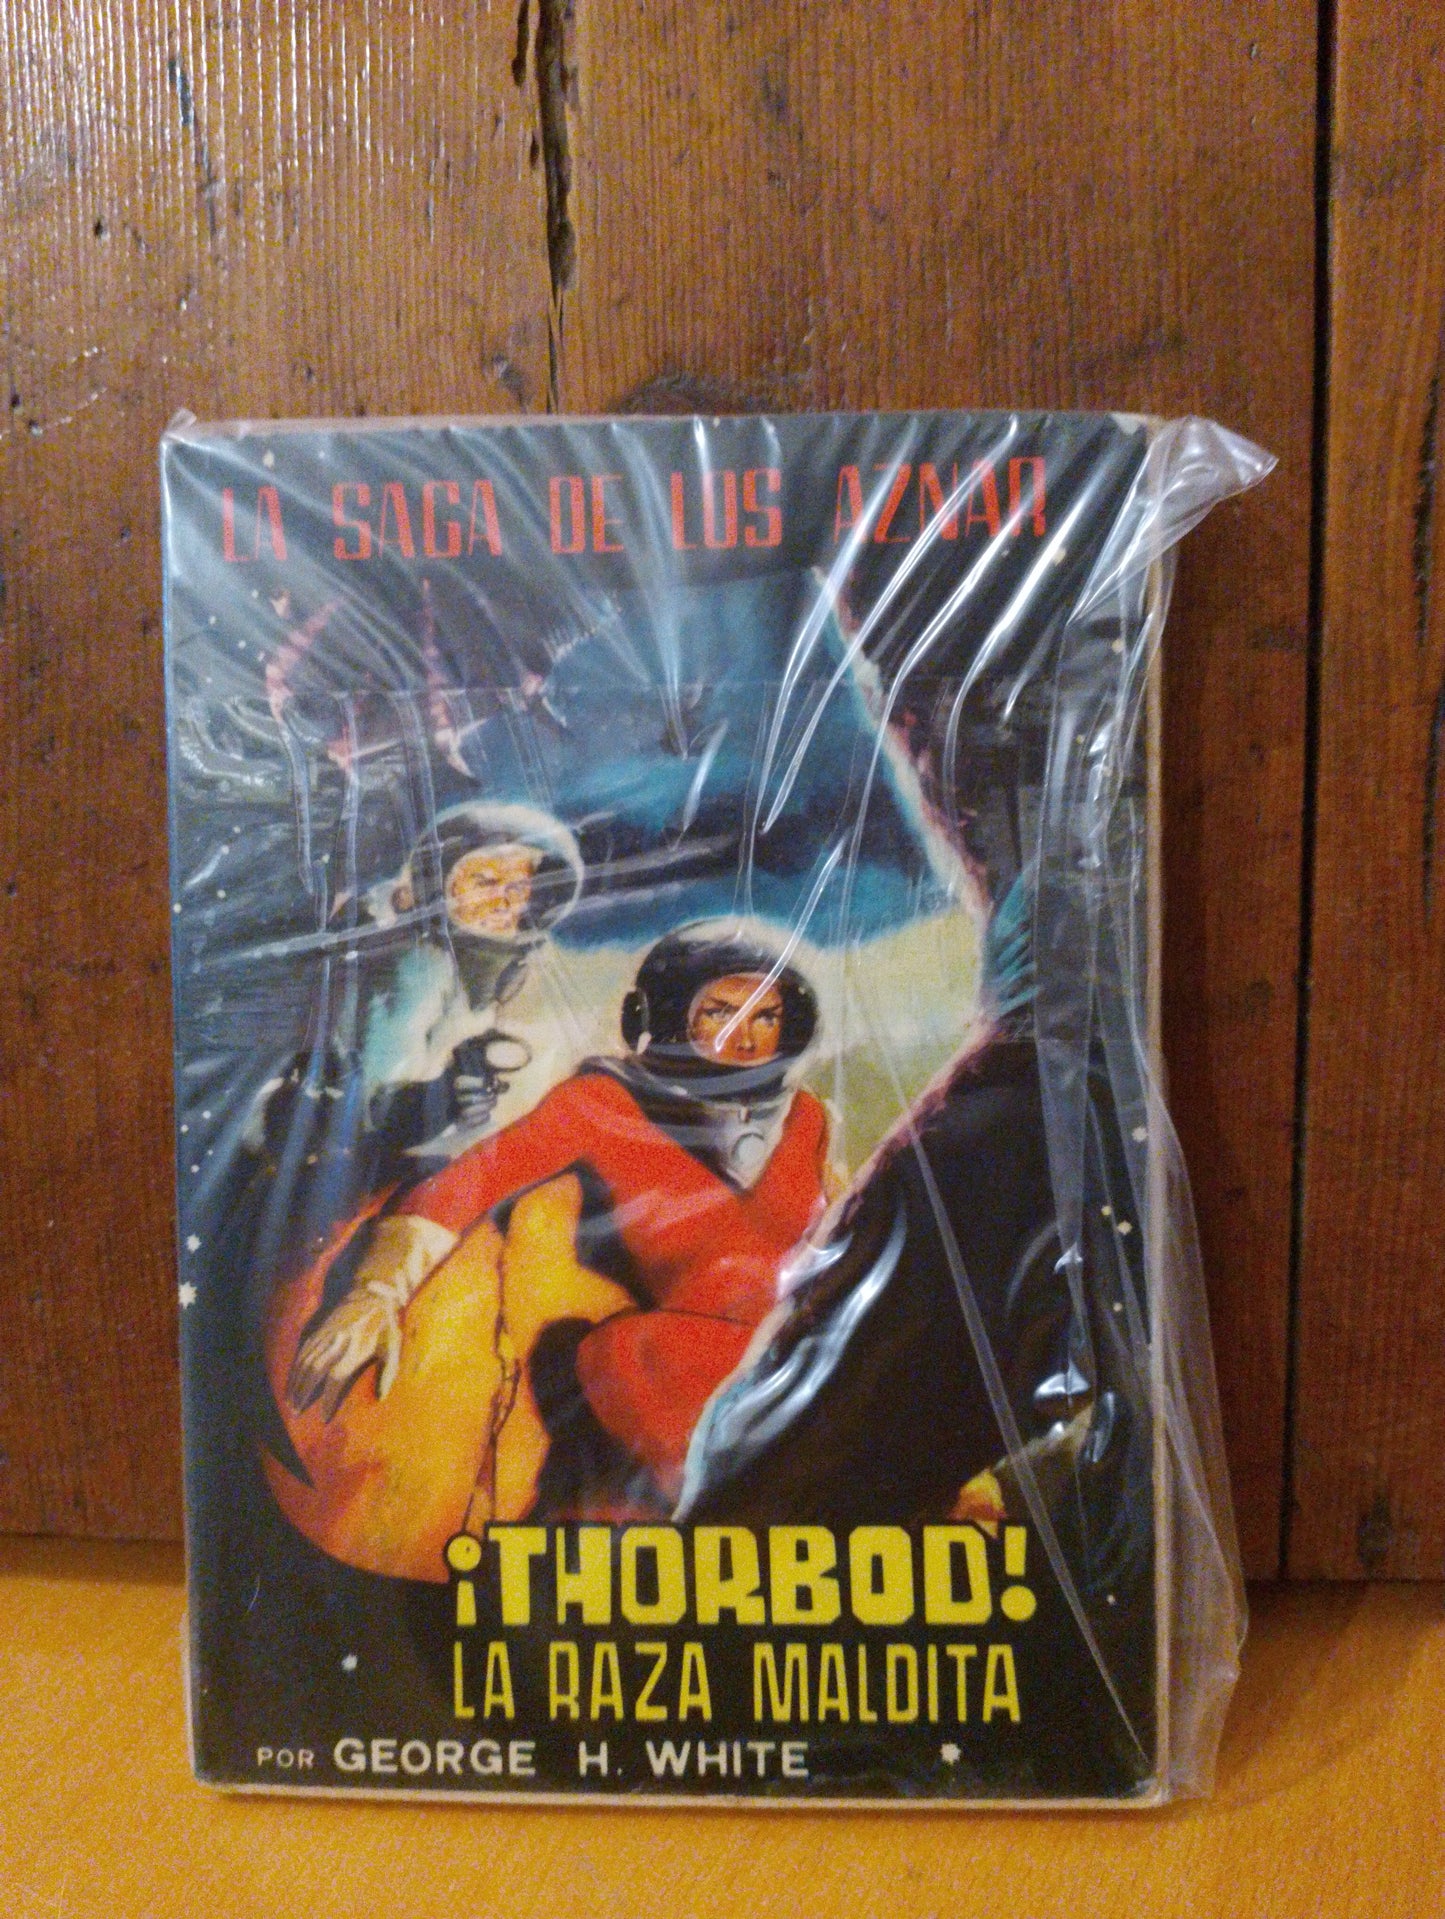 LA SAGA DE LOS AZNAR
¡THORBOD!
LA RAZA MALDITA
POR GEORGE H. WHITE